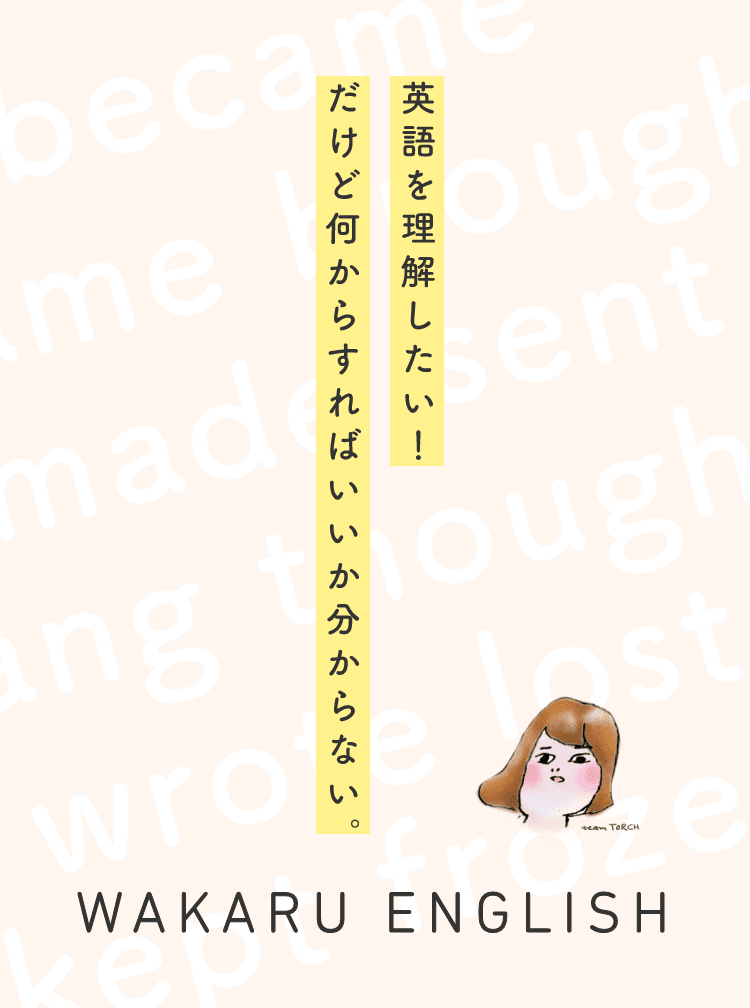 英語を理解したい！
だけど何からすればいいか分からない。
became
came brough
made sent
ang though
wrote lost
kept froze
team TORCH
WAKARU ENGLISH